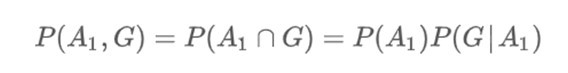 P(A₁, G) = P(A₁ ∩ G) = P(A₁)P(G|A₁)